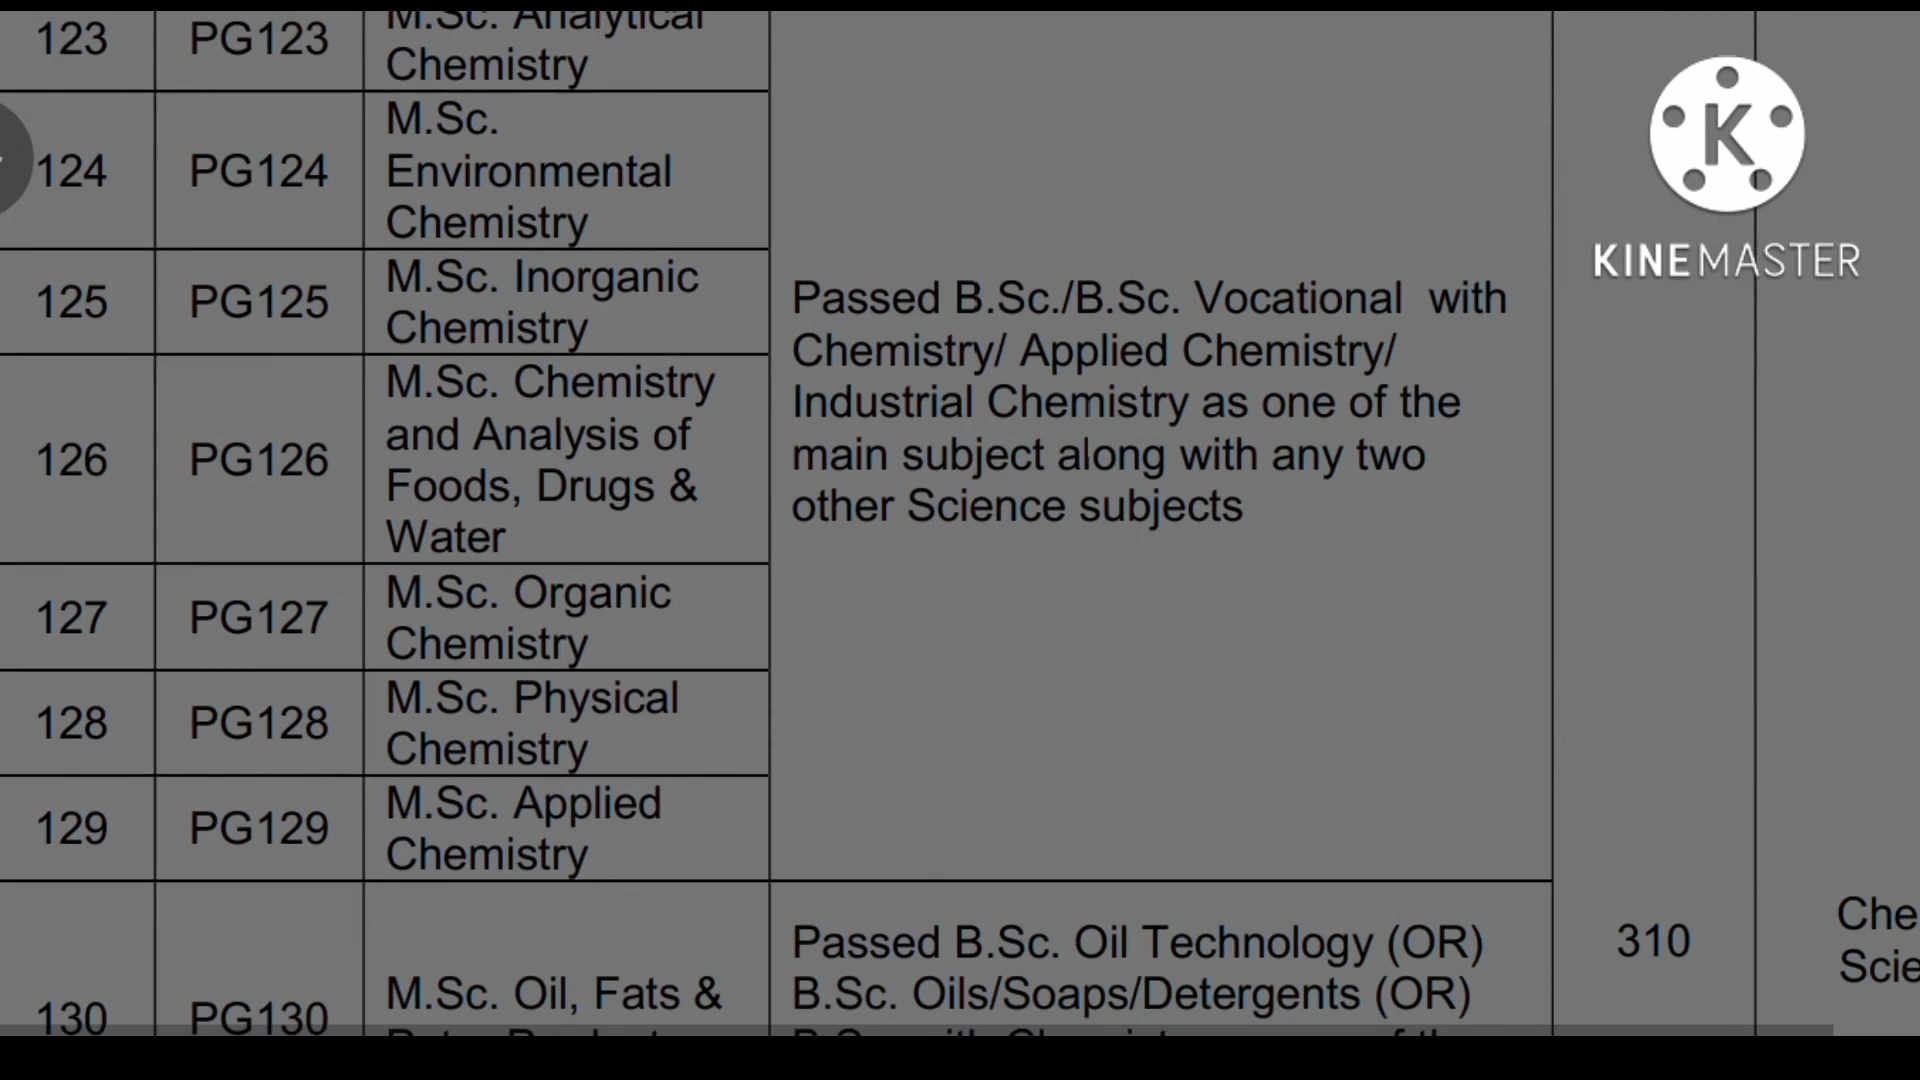 123 PG123 M.Sc. Analytical
Chemistry
124 PG124 M.Sc.
Environmental
Chemistry
125 PG125 M.Sc. Inorganic
Chemistry
126 PG126 M.Sc. Chemistry
and Analysis of
Foods, Drugs &
Water
127 PG127 M.Sc. Organic
Chemistry
128 PG128 M.Sc. Physical
Chemistry
129 PG129 M.Sc. Applied
Chemistry
Passed B.Sc./B.Sc. Vocational with
Chemistry/ Applied Chemistry/
Industrial Chemistry as one of the
main subject along with any two
other Science subjects
130 PG130 M.Sc. Oil, Fats &
Passed B.Sc. Oil Technology (OR)
B.Sc. Oils/Soaps/Detergents (OR)
310
Che
Scie
K
KINEMASTER